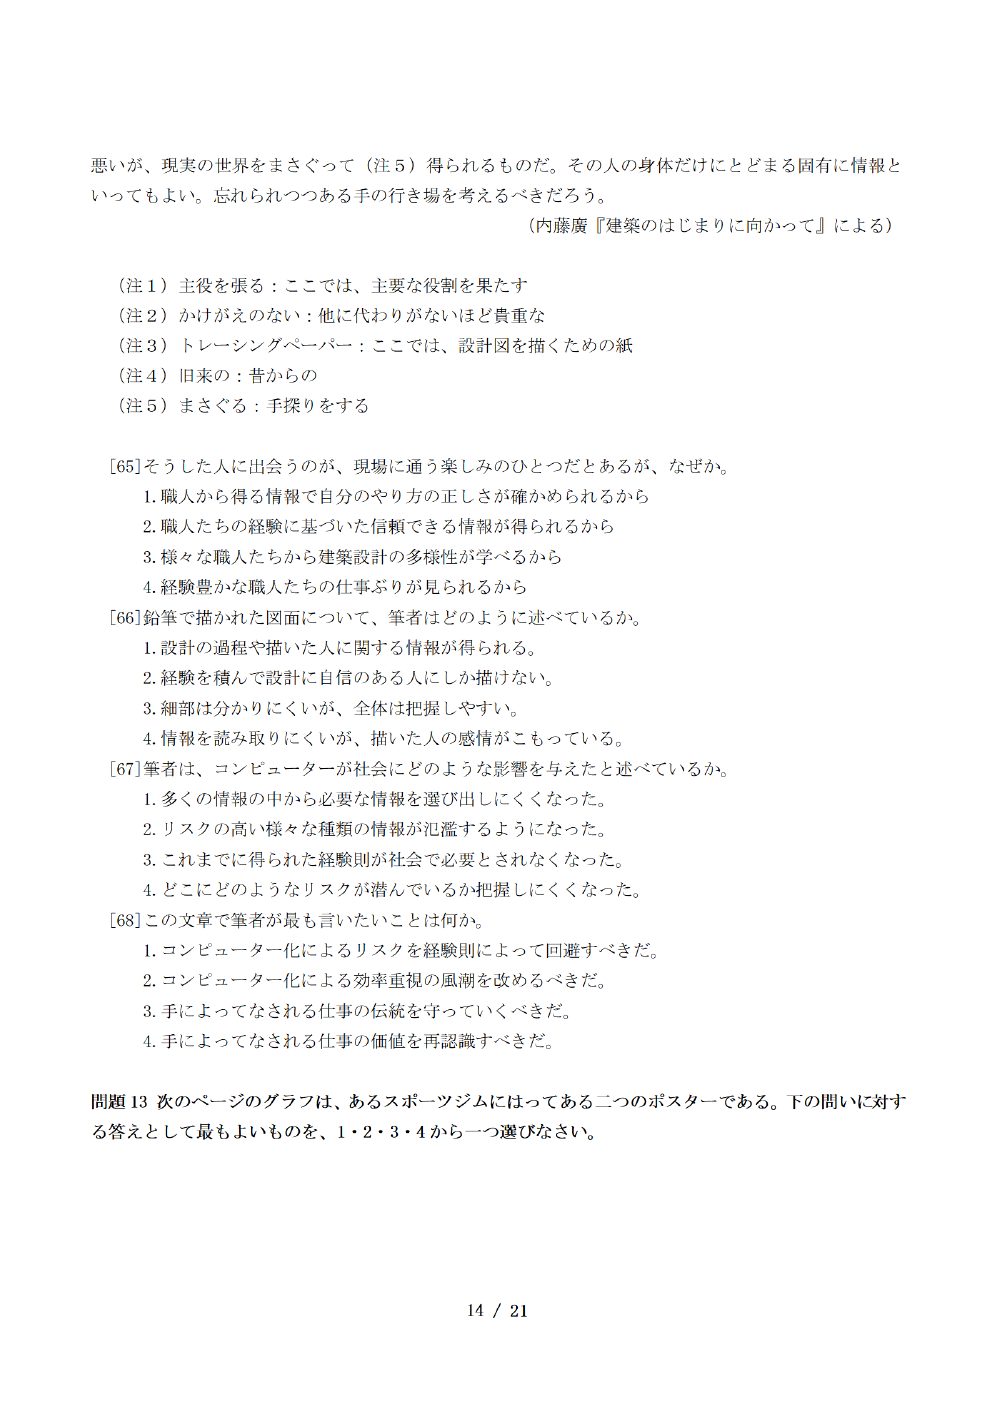 悪いが、現実の世界をまさぐって（注５）得られるものだ。その人の身体だけにとどまる固有に情報と
いってもよい。忘れられつつある手の行き場を考えるべきだろう。
（内藤廣『建築のはじまりに向かって』による）
（注１）主役を張る：ここでは、主要な役割を果たす
（注２）かけがえのない：他に代わりがないほど貴重な
（注３）トレーシングペーパー：ここでは、設計図を描くための紙
（注４）旧来の：昔からの
（注５）まさぐる：手探りをする
[65]そうした人に出会うのが、現場に通う楽しみのひとつだとあるが、なぜか。
1. 職人から得る情報で自分のやり方の正しさが確かめられるから
2. 職人たちの経験に基づいた信頼できる情報が得られるから
3. 様々な職人たちから建築設計の多様性が学べるから
4. 経験豊かな職人たちの仕事ぶりが見られるから
[66]鉛筆で描かれた図面について、筆者はどのように述べているか。
1. 設計の過程や描いた人に関する情報が得られる。
2. 経験を積んで設計に自信のある人にしか描けない。
3. 細部は分かりにくいが、全体は把握しやすい。
4. 情報を読み取りにくいが、描いた人の感情がこもっている。
[67]筆者は、コンピューターが社会にどのような影響を与えたと述べているか。
1. 多くの情報の中から必要な情報を選び出しにくくなった。
2. リスクの高い様々な種類の情報が氾濫するようになった。
3. これまでに得られた経験則が社会で必要とされなくなった。
4. どこにどのようなリスクが潜んでいるか把握しにくくなった。
[68]この文章で筆者が最も言いたいことは何か。
1. コンピューター化によるリスクを経験則によって回避すべきだ。
2. コンピューター化による効率重視の風潮を改めるべきだ。
3. 手によってなされる仕事の伝統を守っていくべきだ。
4. 手によってなされる仕事の価値を再認識すべきだ。
問題 13 次のページのグラフは、あるスポーツジムにはってある二つのポスターである。下の問いに対す
る答えとして最もよいものを、1・2・3・4 から一つ選びなさい。
14 / 21